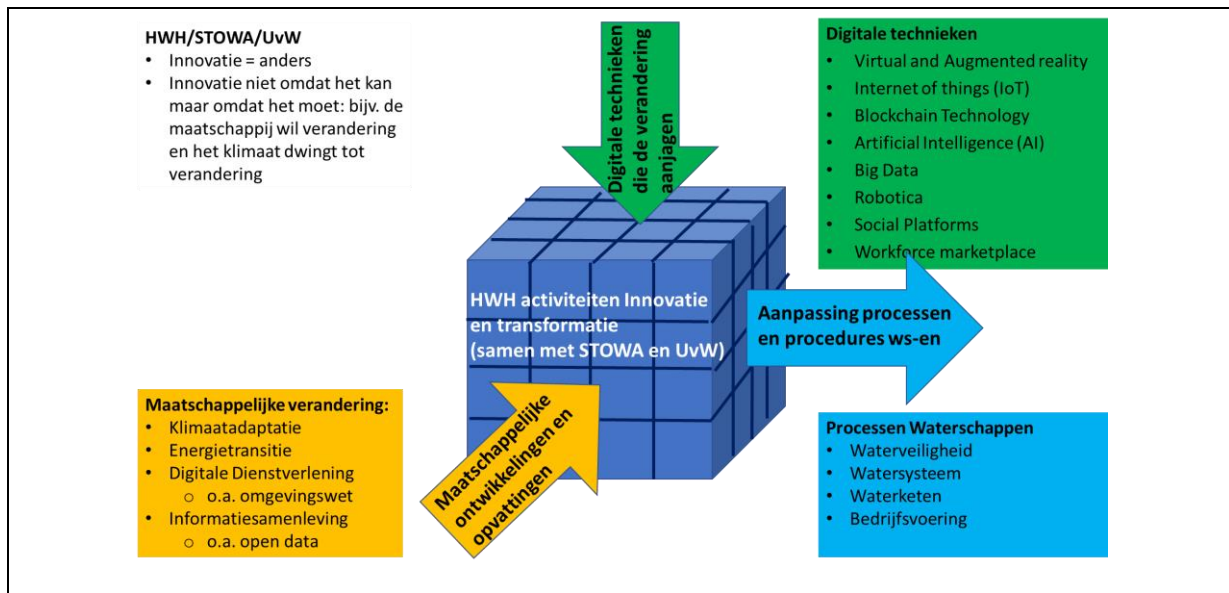 HWH/STOWA/UvW
• Innovatie = anders
• Innovatie niet omdat het kan
maar omdat het moet: bijv. de
maatschappij wil verandering
en het klimaat dwingt tot
verandering
Digitale technieken
die de verandering
aanjagen
Digitale technieken
• Virtual and Augmented reality
• Internet of things (IoT)
• Blockchain Technology
• Artificial Intelligence (AI)
• Big Data
• Robotica
• Social Platforms
• Workforce marketplace
HWH activiteiten Innovatie
en transformatie
(samen met STOWA en UvW)
Aanpassing processen
en procedures ws-en
Maatschappelijke verandering:
• Klimaatadaptatie
• Energietransitie
• Digitale Dienstverlening
o o.a. omgevingswet
• Informatiesamenleving
o o.a. open data
Maatschappelijke
ontwikkelingen en
opvattingen
Processen Waterschappen
• Waterveiligheid
• Watersysteem
• Waterketen
• Bedrijfsvoering